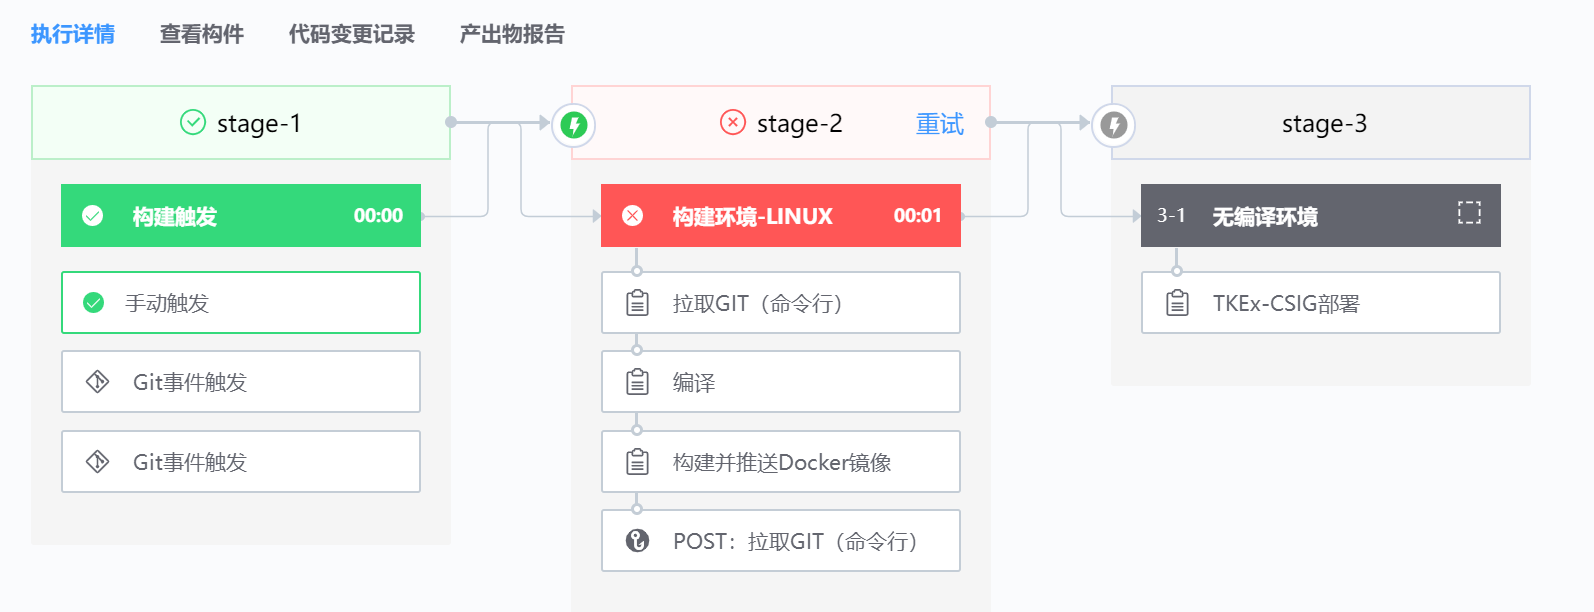 执行详情 查看构件 代码变更记录 产出物报告
stage-1
构建触发 00:00
手动触发
Git事件触发
Git事件触发
stage-2 重试
构建环境-LINUX 00:01
拉取GIT（命令行）
编译
构建并推送Docker镜像
POST：拉取GIT（命令行）
stage-3
3-1 无编译环境
TKEx-CSIG部署